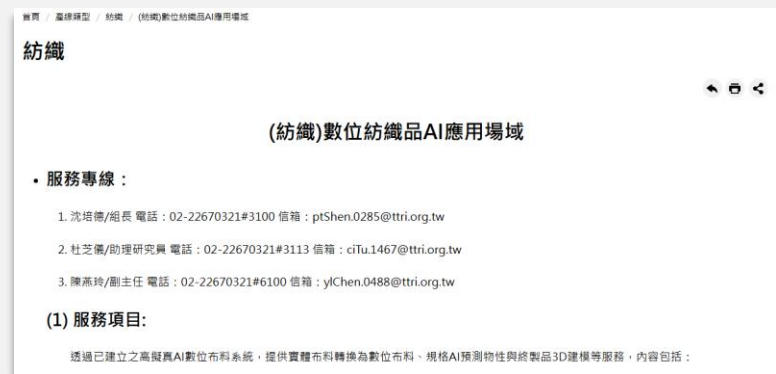 首頁 / 產線類型 / 紡織 / (紡織)數位紡織品AI應用場域
紡織
(紡織)數位紡織品AI應用場域
• 服務專線：
1. 沈培德/組長 電話：02-22670321#3100 信箱：ptShen.0285@ttri.org.tw
2. 杜芝儀/助理研究員 電話：02-22670321#3113 信箱：ciTu.1467@ttri.org.tw
3. 陳燕玲/副主任 電話：02-22670321#6100 信箱：ylChen.0488@ttri.org.tw
(1) 服務項目:
透過已建立之高擬真AI數位布料系統，提供實體布料轉換為數位布料、規格AI預測物性與終製品3D建模等服務，內容包括：